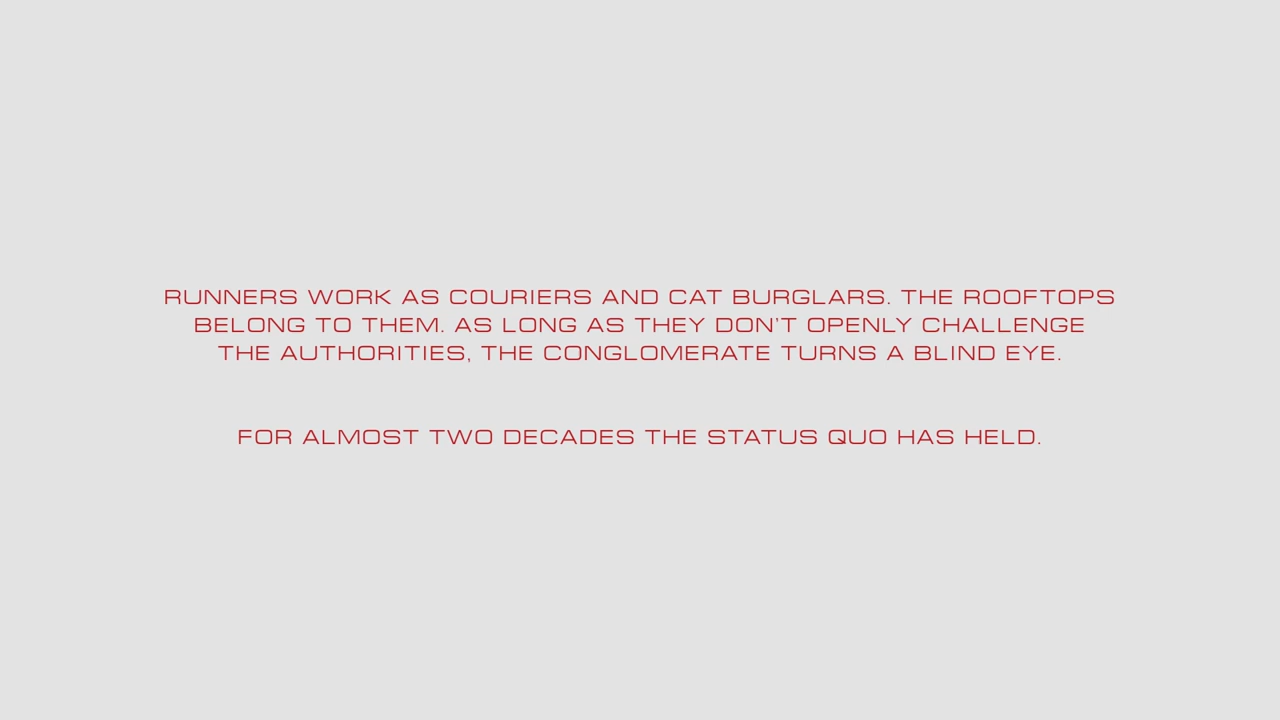 RUNNERS WORK AS COURIERS AND CAT BURGLARS. THE ROOFTOPS
BELONG TO THEM. AS LONG AS THEY DON'T OPENLY CHALLENGE
THE AUTHORITIES, THE CONGLOMERATE TURNS A BLIND EYE.
FOR ALMOST TWO DECADES THE STATUS QUO HAS HELD.